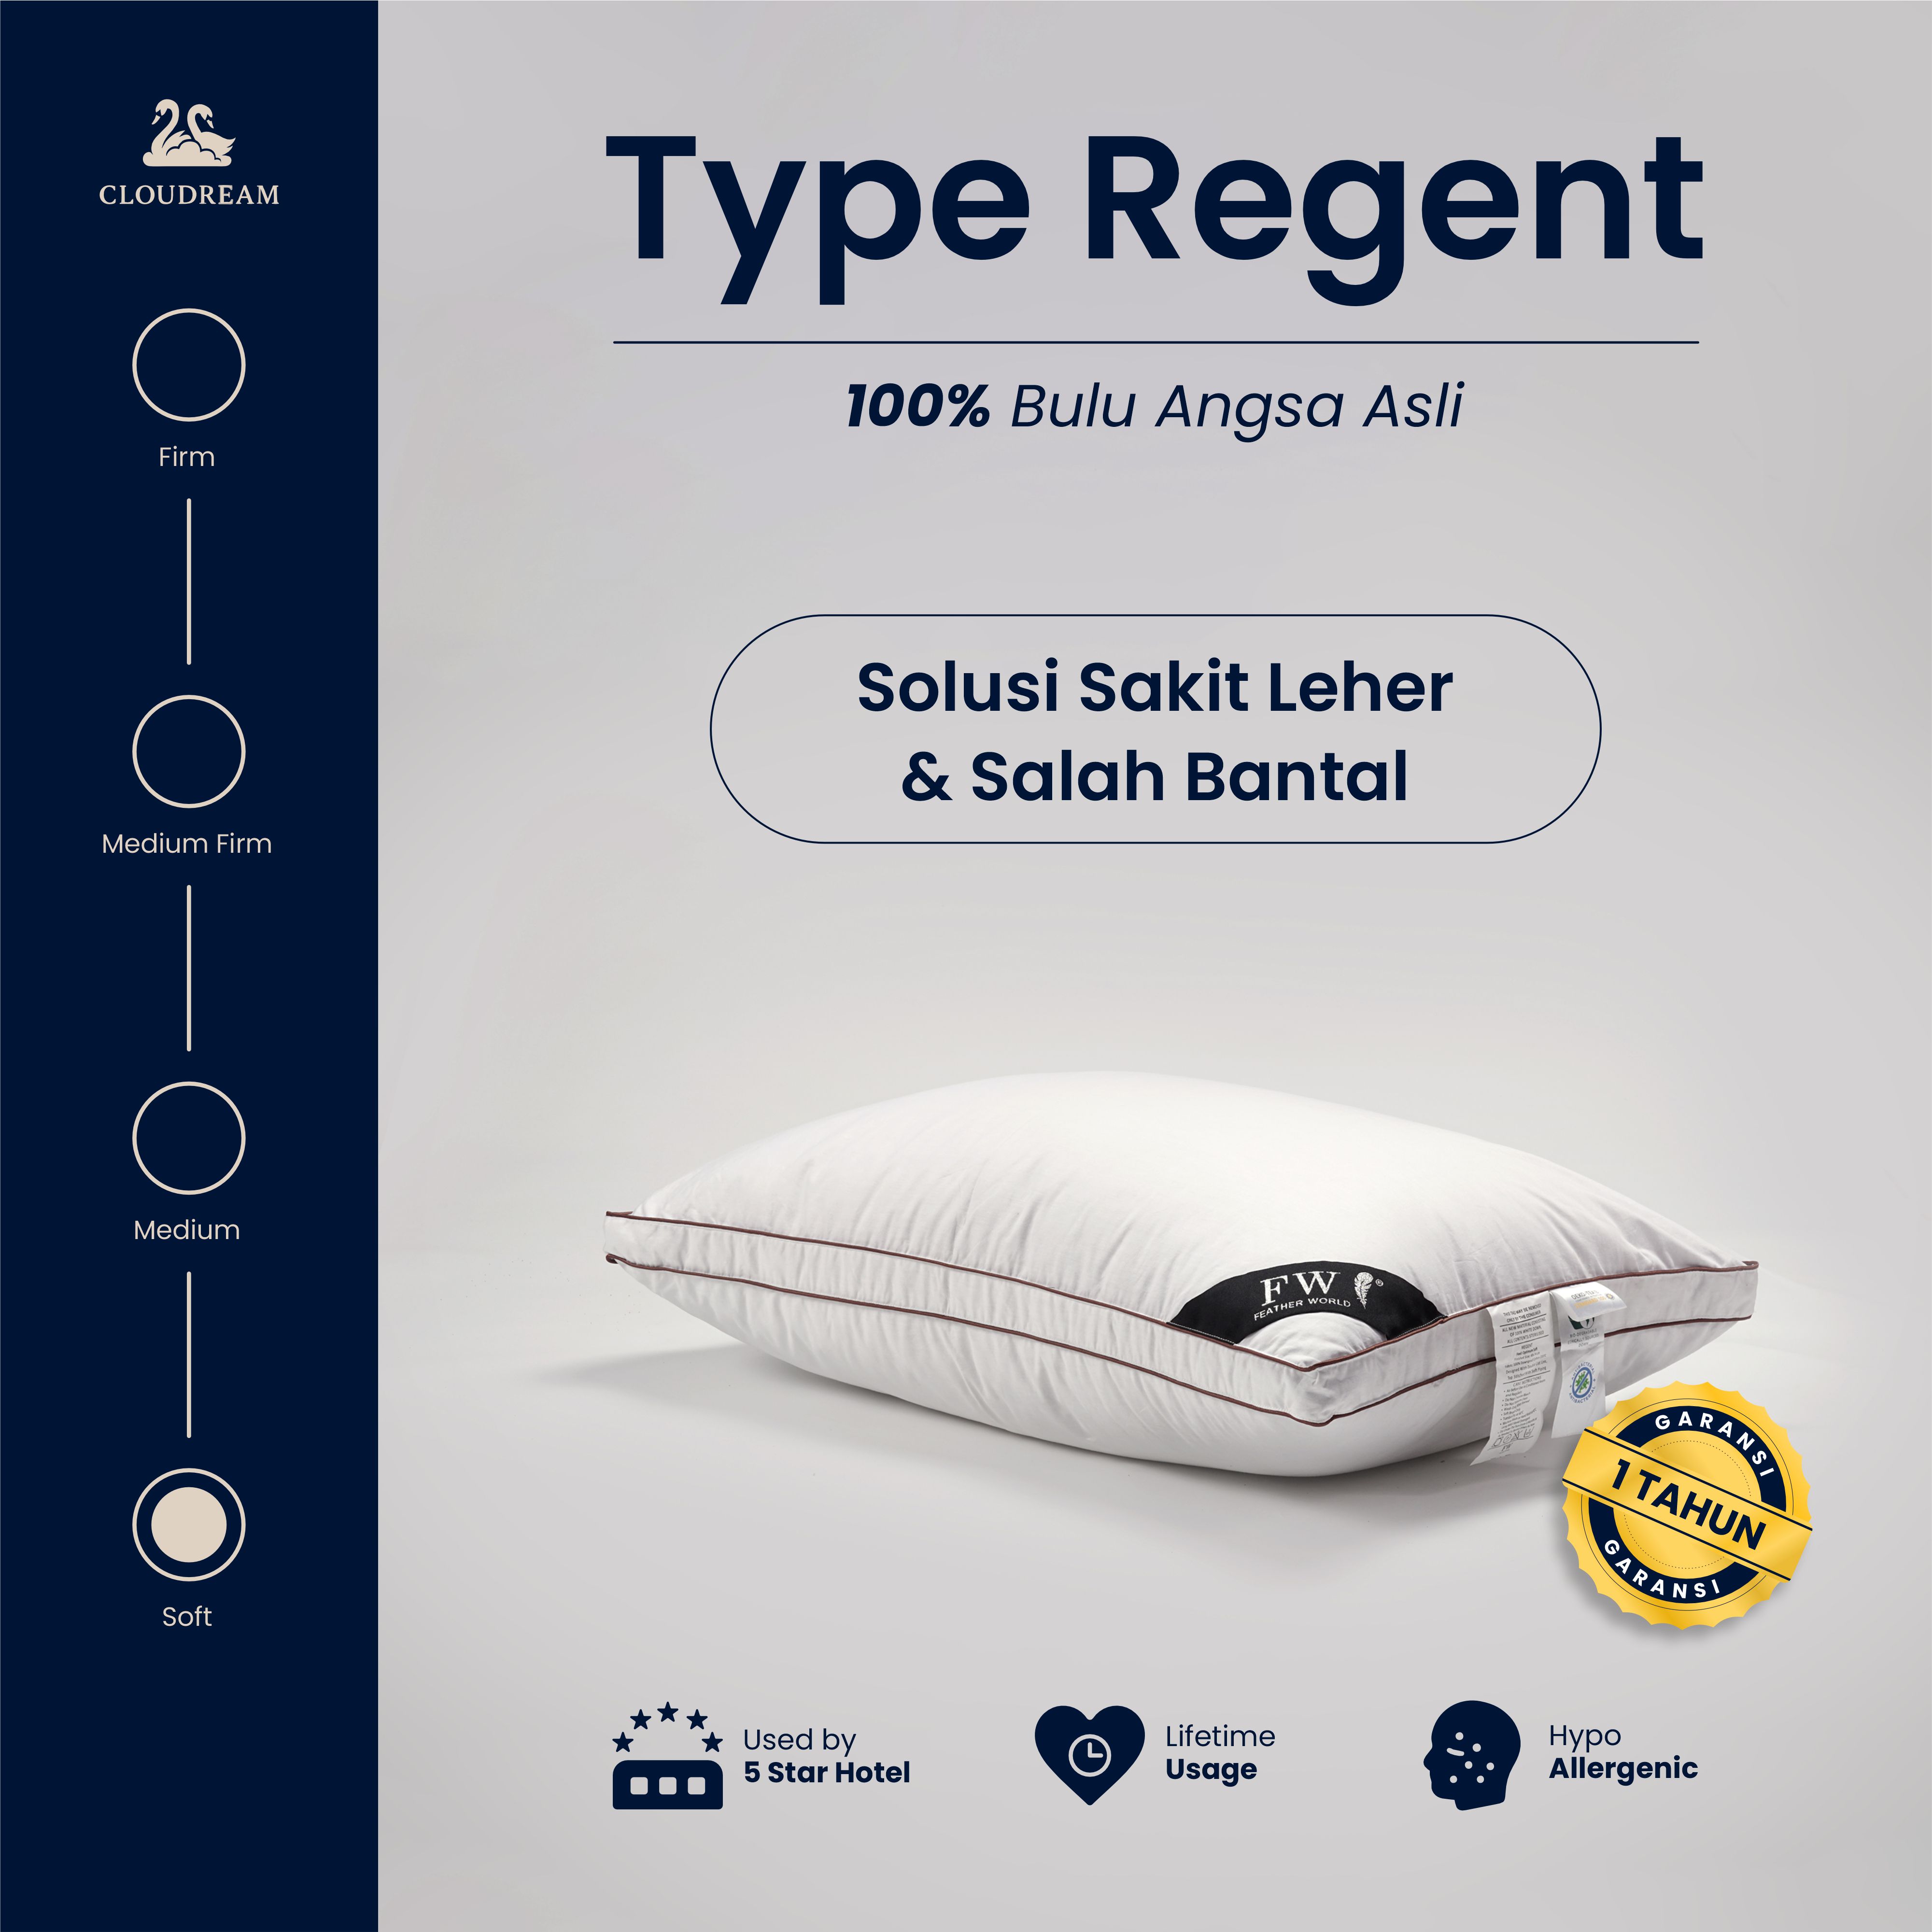 CLOUDREAM
Firm
Medium Firm
Medium
Soft
Type Regent
100% Bulu Angsa Asli
Solusi Sakit Leher
& Salah Bantal
FW
FEATHER WORLD
GARANSI
1 TAHUN
GARANSI
Used by
5 Star Hotel
Lifetime
Usage
Hypo
Allergenic